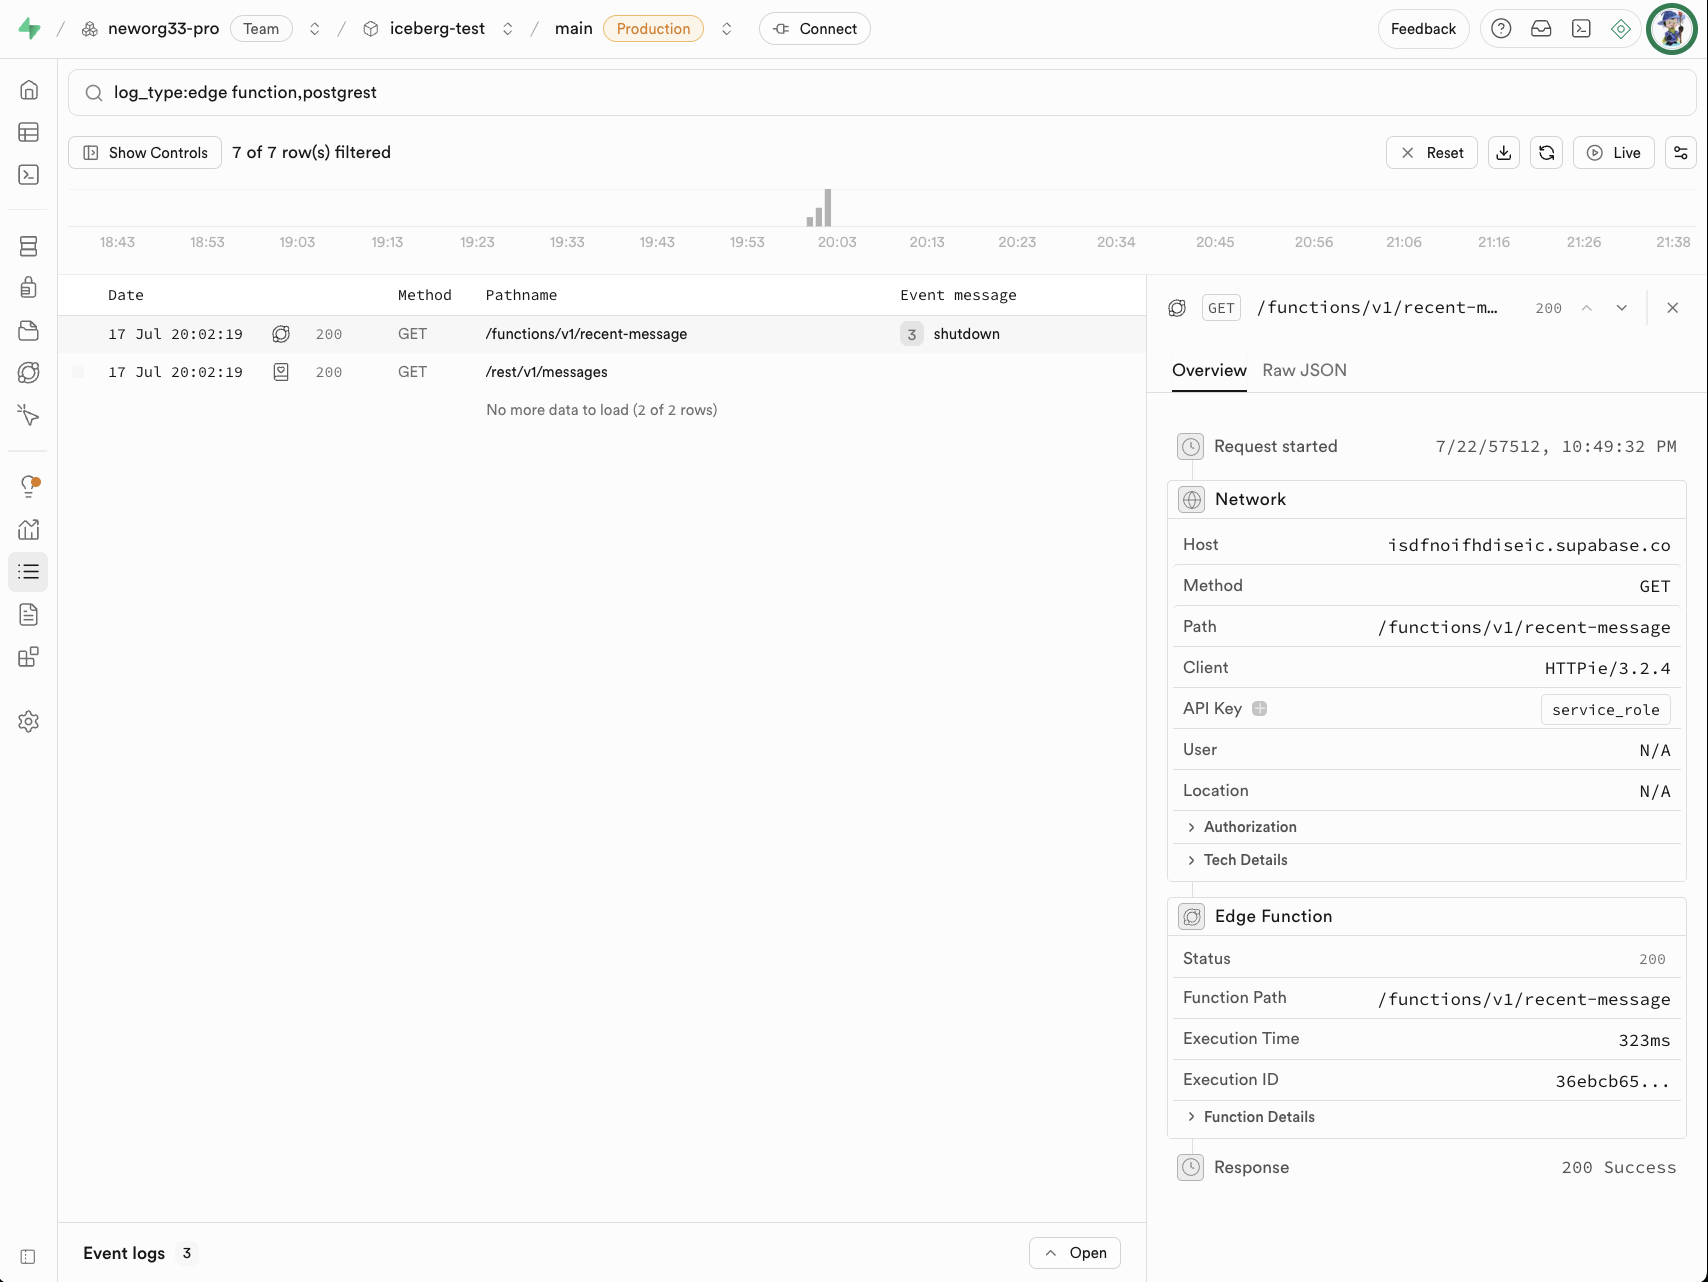 neworg33-pro Team iceberg-test main Production Connect Feedback
log_type:edge function,postgrest
Show Controls 7 of 7 row(s) filtered Reset Live
18:43 18:53 19:03 19:13 19:23 19:33 19:43 19:53 20:03 20:13 20:23 20:34 20:45 20:56 21:06 21:16 21:26 21:38
Date Method Pathname Event message
17 Jul 20:02:19 200 GET /functions/v1/recent-message 3 shutdown
17 Jul 20:02:19 200 GET /rest/v1/messages
No more data to load (2 of 2 rows)
GET /functions/v1/recent-m… 200
Overview Raw JSON
Request started 7/22/57512, 10:49:32 PM
Network
Host isdfnoifhdiseic.supabase.co
Method GET
Path /functions/v1/recent-message
Client HTTPie/3.2.4
API Key service_role
User N/A
Location N/A
Authorization
Tech Details
Edge Function
Status 200
Function Path /functions/v1/recent-message
Execution Time 323ms
Execution ID 36ebcb65...
Function Details
Response 200 Success
Event logs 3 Open